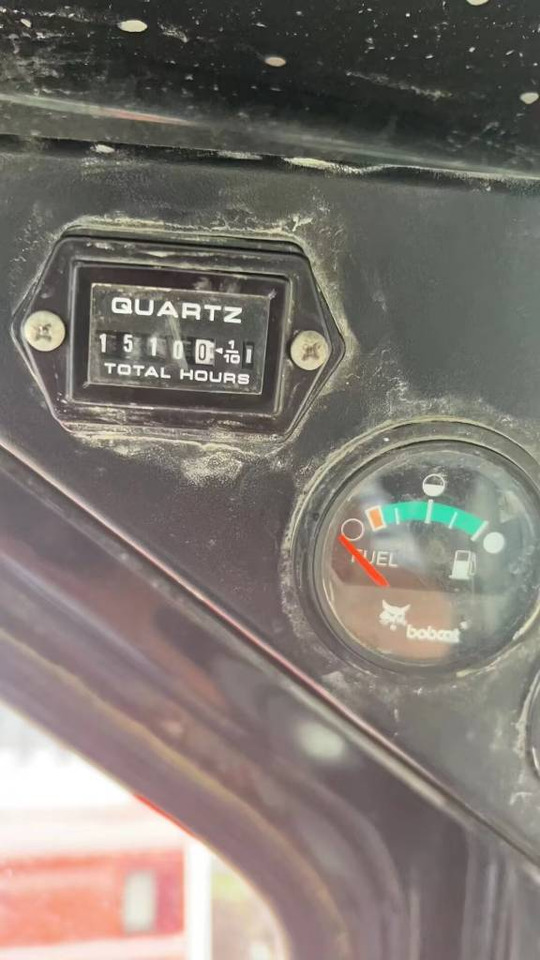 QUARTZ
15100 1/10
TOTAL HOURS
FUEL
bobcat